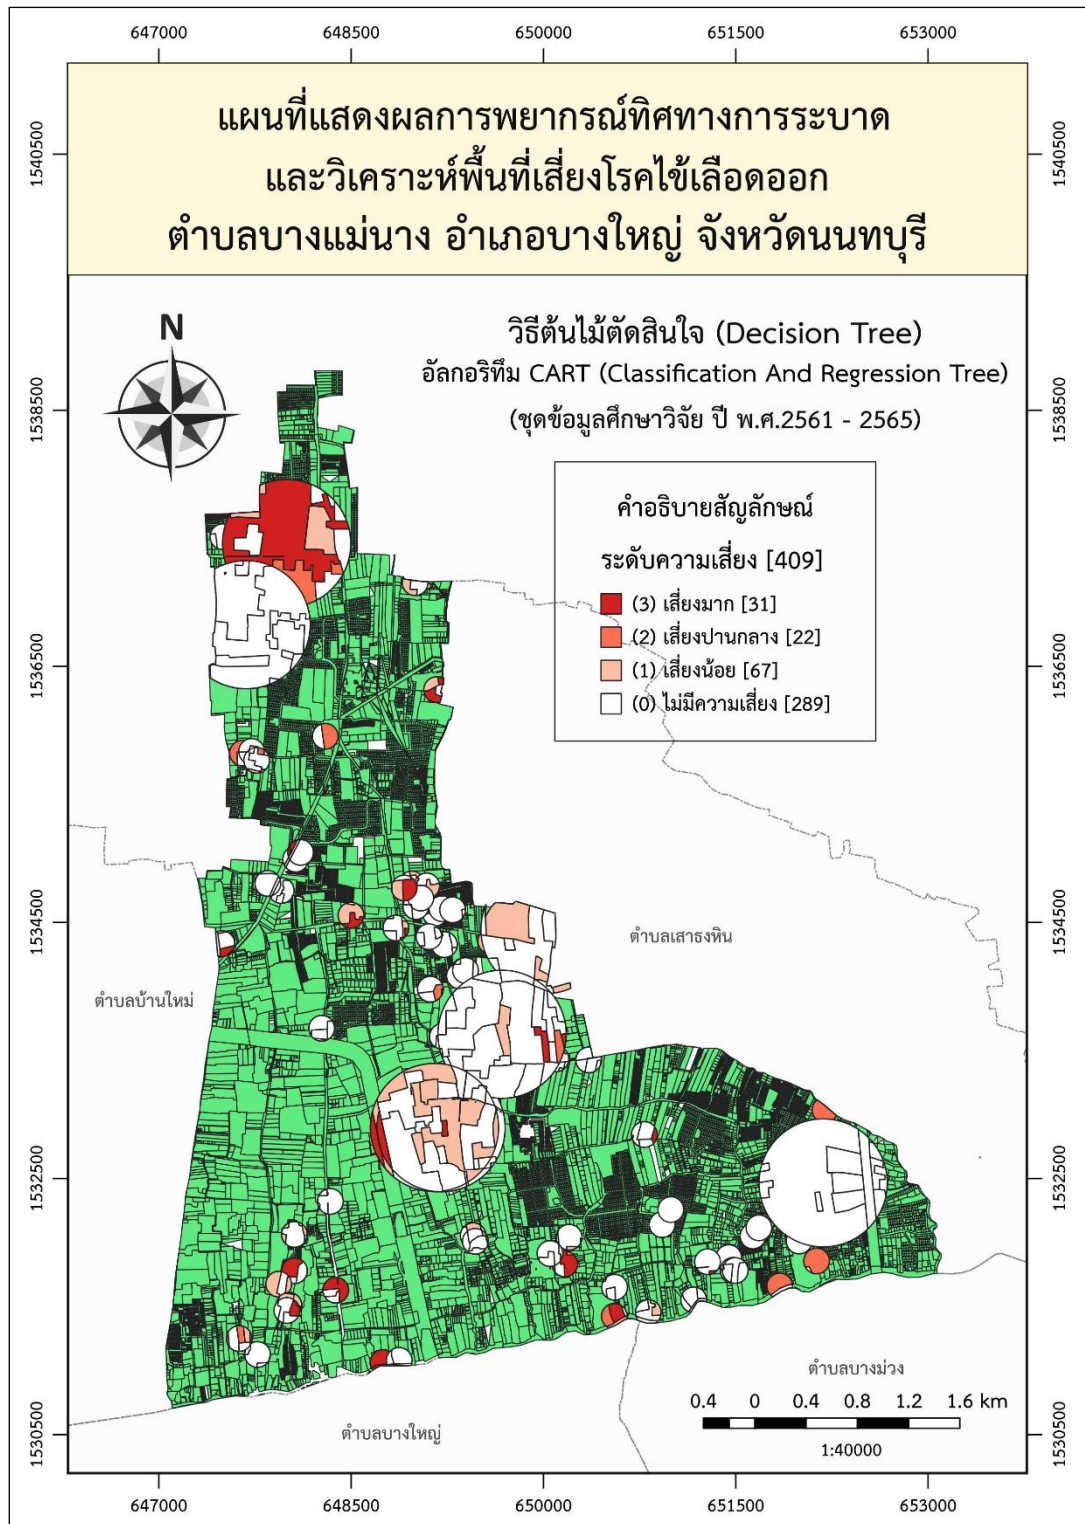 647000 648500 650000 651500 653000
แผนที่แสดงผลการพยากรณ์ทิศทางการระบาด
และวิเคราะห์พื้นที่เสี่ยงโรคไข้เลือดออก
ตำบลบางแม่นาง อำเภอบางใหญ่ จังหวัดนนทบุรี
1540500 1540500
N
วิธีต้นไม้ตัดสินใจ (Decision Tree)
อัลกอริทึม CART (Classification And Regression Tree)
(ชุดข้อมูลศึกษาวิจัย ปี พ.ศ.2561 - 2565)
1538500 1538500
คำอธิบายสัญลักษณ์
ระดับความเสี่ยง [409]
(3) เสี่ยงมาก [31]
(2) เสี่ยงปานกลาง [22]
(1) เสี่ยงน้อย [67]
(0) ไม่มีความเสี่ยง [289]
1536500 1536500
1534500 1534500
ตำบลเสาธงหิน
ตำบลบ้านใหม่
1532500 1532500
ตำบลบางม่วง
0.4 0 0.4 0.8 1.2 1.6 km
1:40000
ตำบลบางใหญ่
1530500 1530500
647000 648500 650000 651500 653000